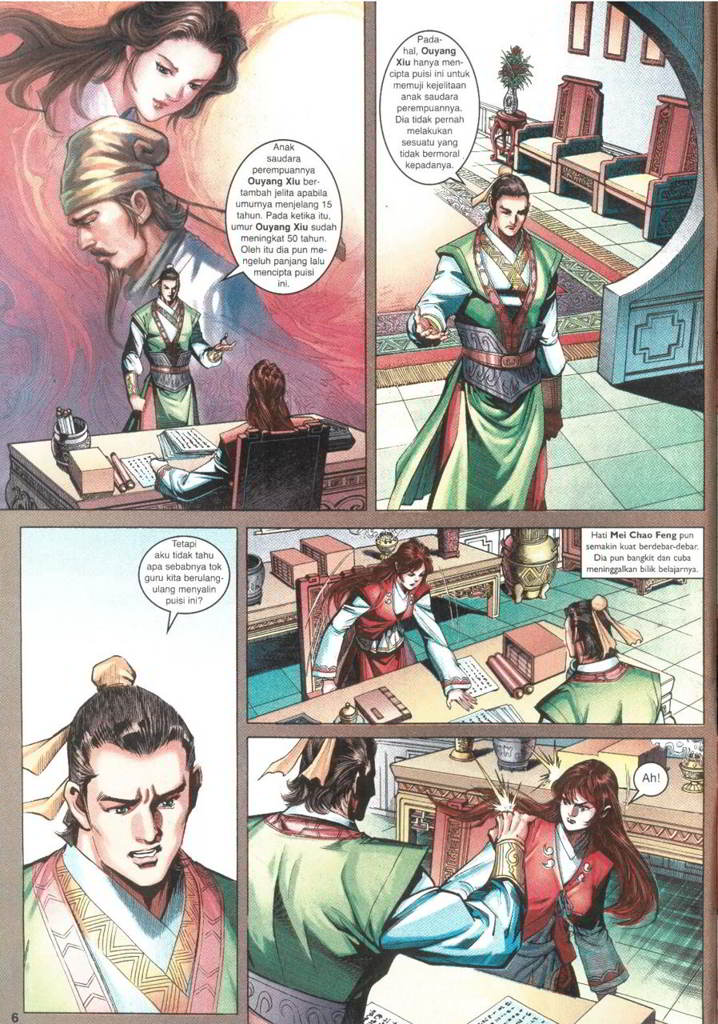 Anak
saudara
perempuannya
Ouyang Xiu ber-
tambah jelita apabila
umurnya menjelang 15
tahun. Pada ketika itu,
umur Ouyang Xiu sudah
meningkat 50 tahun.
Oleh itu dia pun me-
ngeluh panjang lalu
mencipta puisi
ini.
Pada-
hal, Ouyang
Xiu hanya men-
cipta puisi ini untuk
memuji kejelitaan
anak saudara
perempuannya.
Dia tidak pernah
melakukan
sesuatu yang
tidak bermoral
kepadanya.
Tetapi
aku tidak tahu
apa sebabnya tok
guru kita berulang-
ulang menyalin
puisi ini?
Hati Mei Chao Feng pun
semakin kuat berdebar-debar.
Dia pun bangkit dan cuba
meninggalkan bilik belajarnya.
Ah!
6